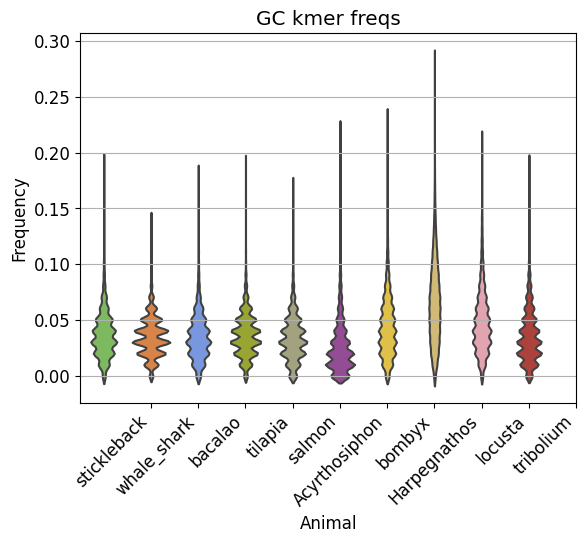 GC kmer freqs
0.30
0.25
0.20
0.15
0.10
0.05
0.00
Frequency
stickleback
whale_shark
bacalao
tilapia
salmon
Acyrthosiphon
bombyx
Harpegnathos
locusta
tribolium
Animal